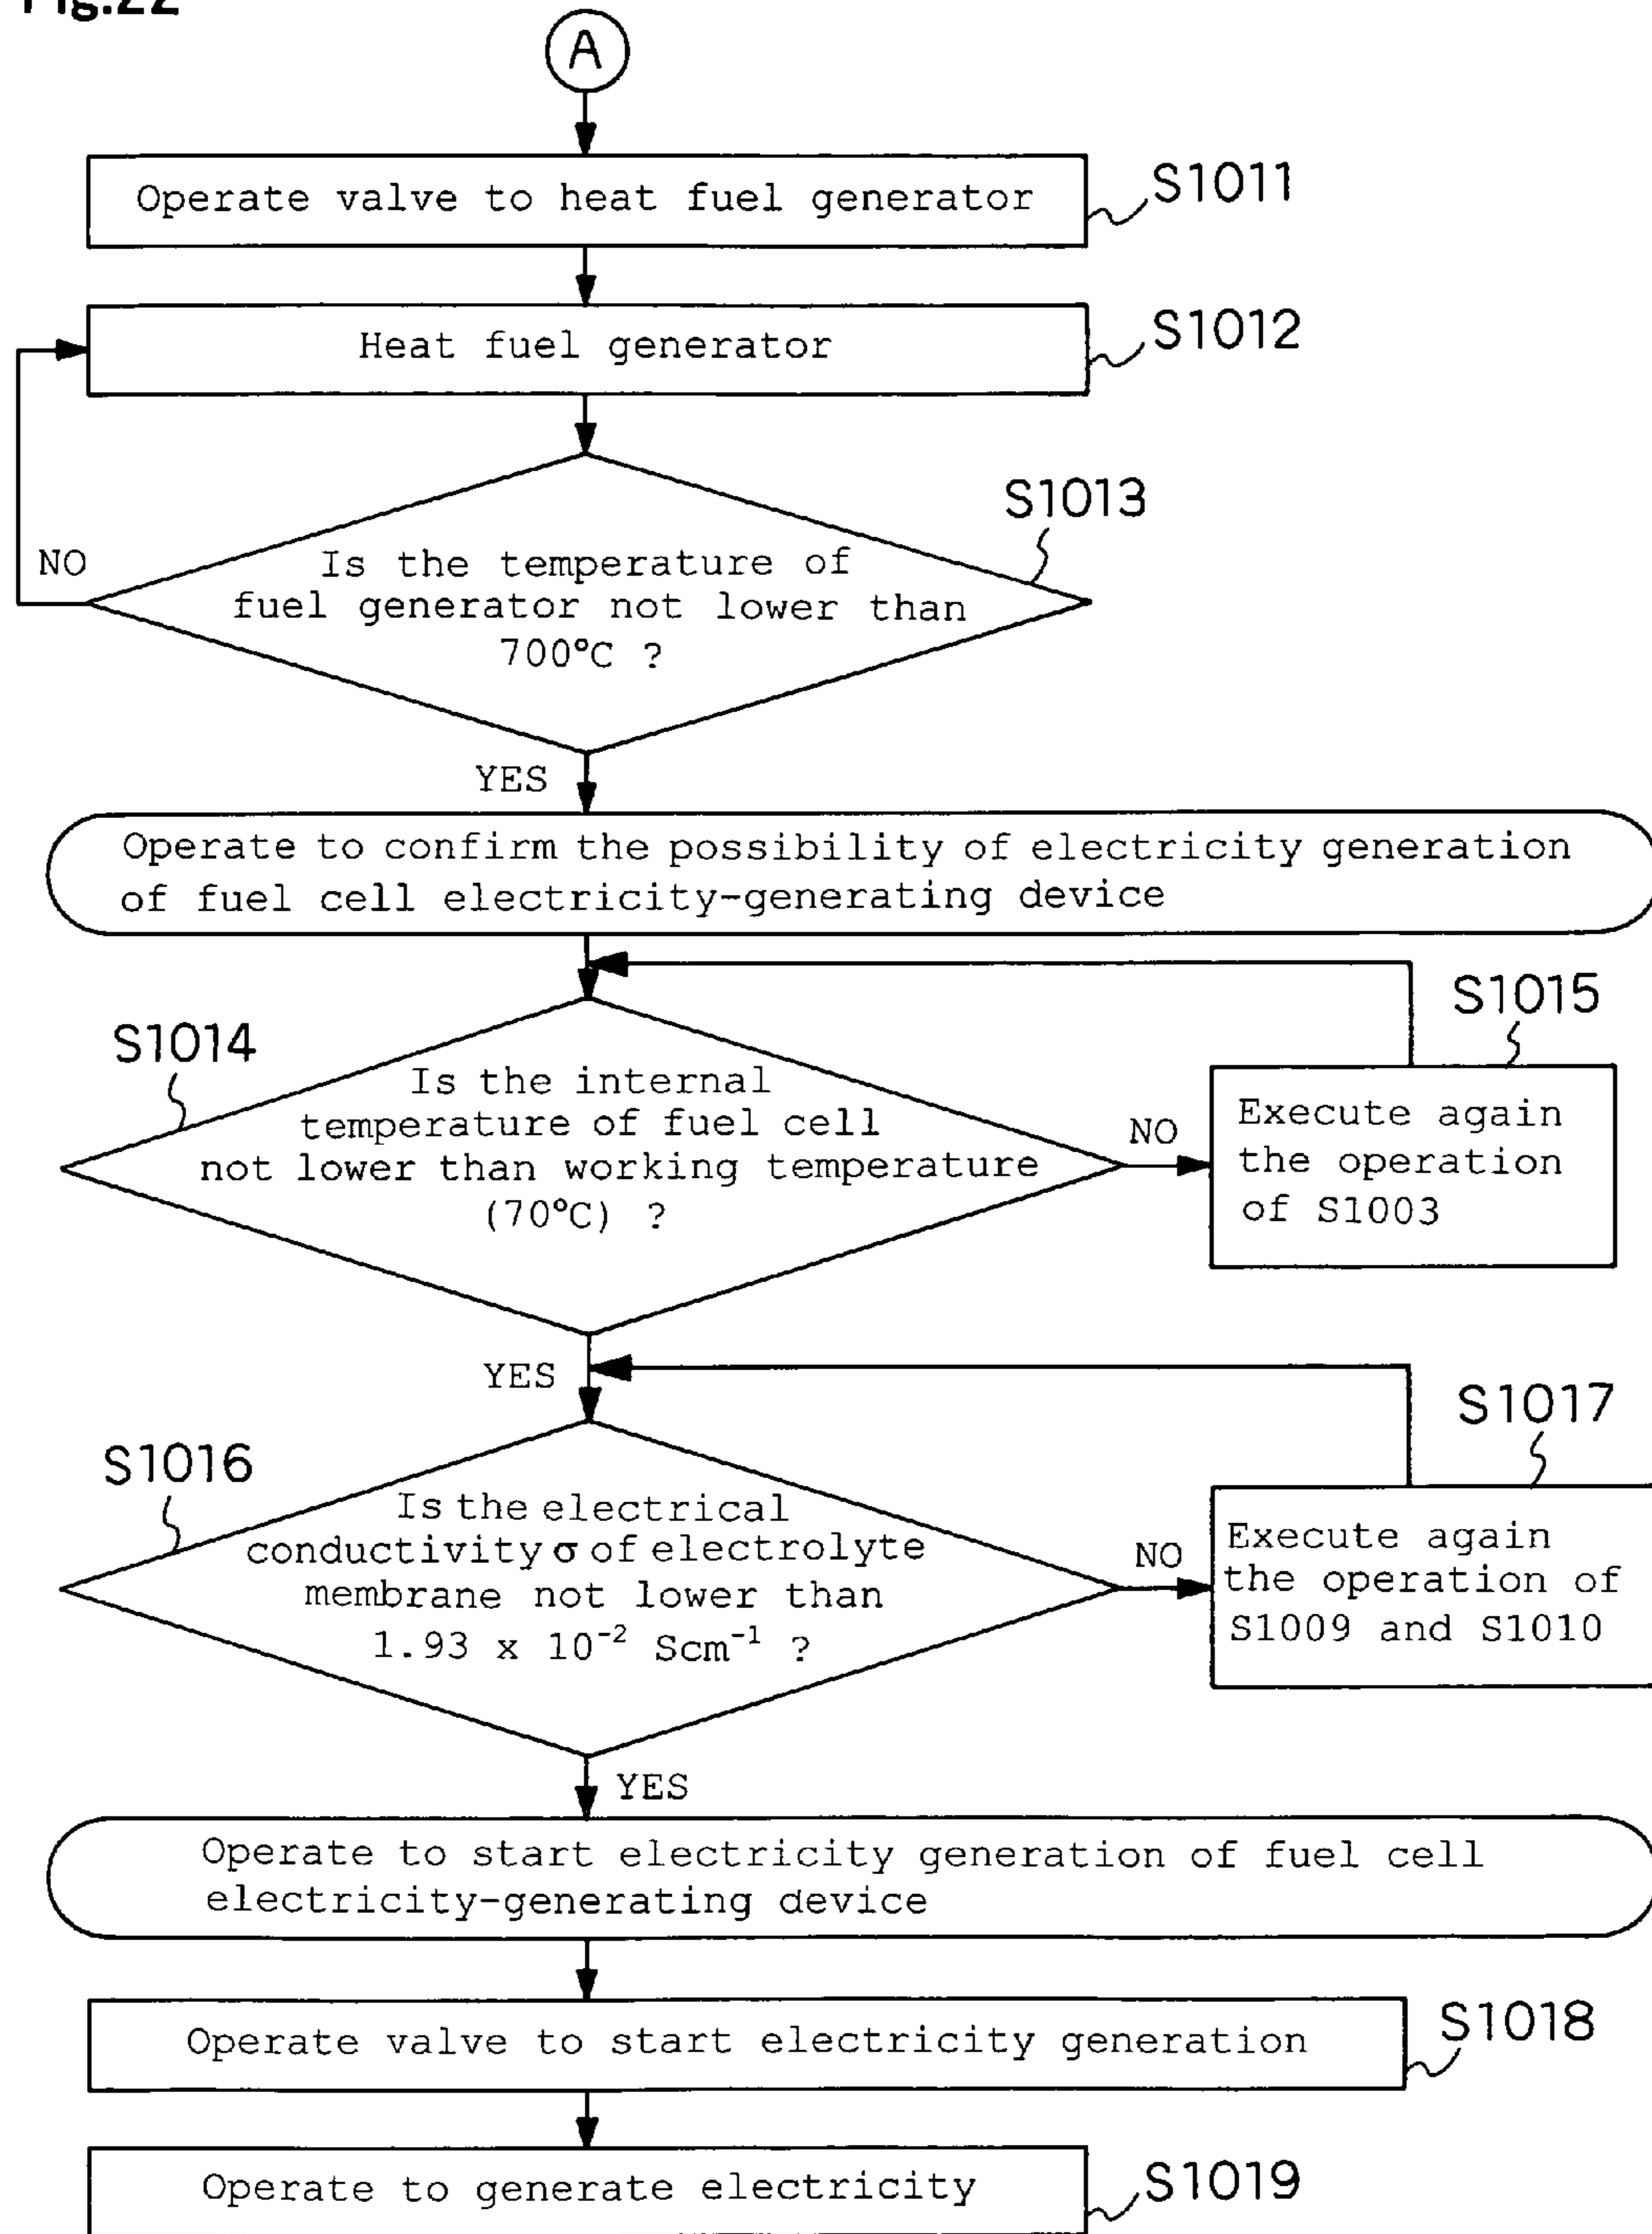 Fig.22
A
Operate valve to heat fuel generator
S1011
Heat fuel generator
S1012
S1013
NO
Is the temperature of
fuel generator not lower than
700°C ?
YES
Operate to confirm the possibility of electricity generation
of fuel cell electricity-generating device
S1015
S1014
Is the internal
temperature of fuel cell
not lower than working temperature
(70°C) ?
NO
Execute again
the operation
of S1003
YES
S1017
S1016
Is the electrical
conductivity σ of electrolyte
membrane not lower than
1.93 x 10⁻² Scm⁻¹ ?
NO
Execute again
the operation of
S1009 and S1010
YES
Operate to start electricity generation of fuel cell
electricity-generating device
Operate valve to start electricity generation
S1018
Operate to generate electricity
S1019